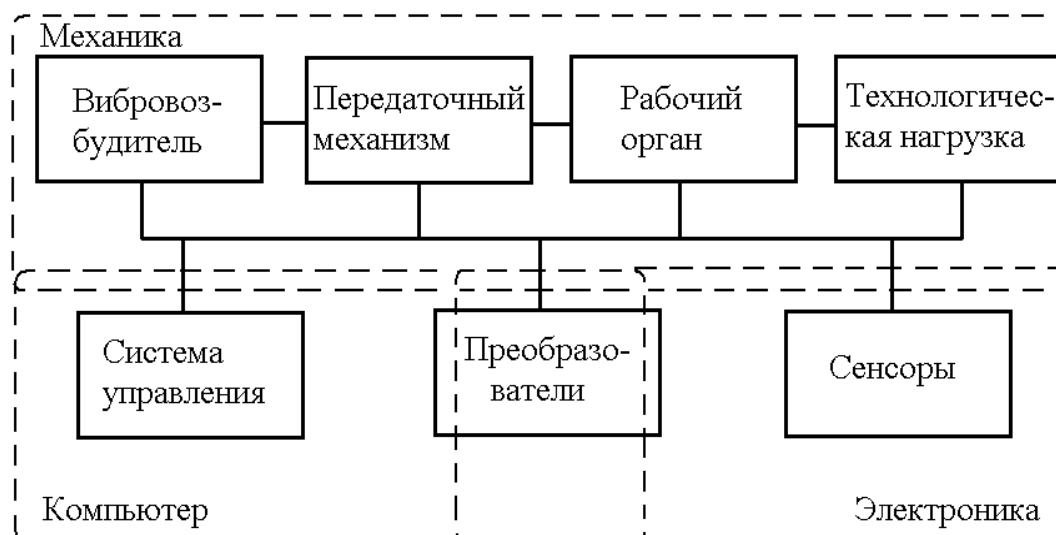 Механика
Вибровоз-
будитель
Передаточный
механизм
Рабочий
орган
Технологичес-
кая нагрузка
Система
управления
Преобразо-
ватели
Сенсоры
Компьютер
Электроника